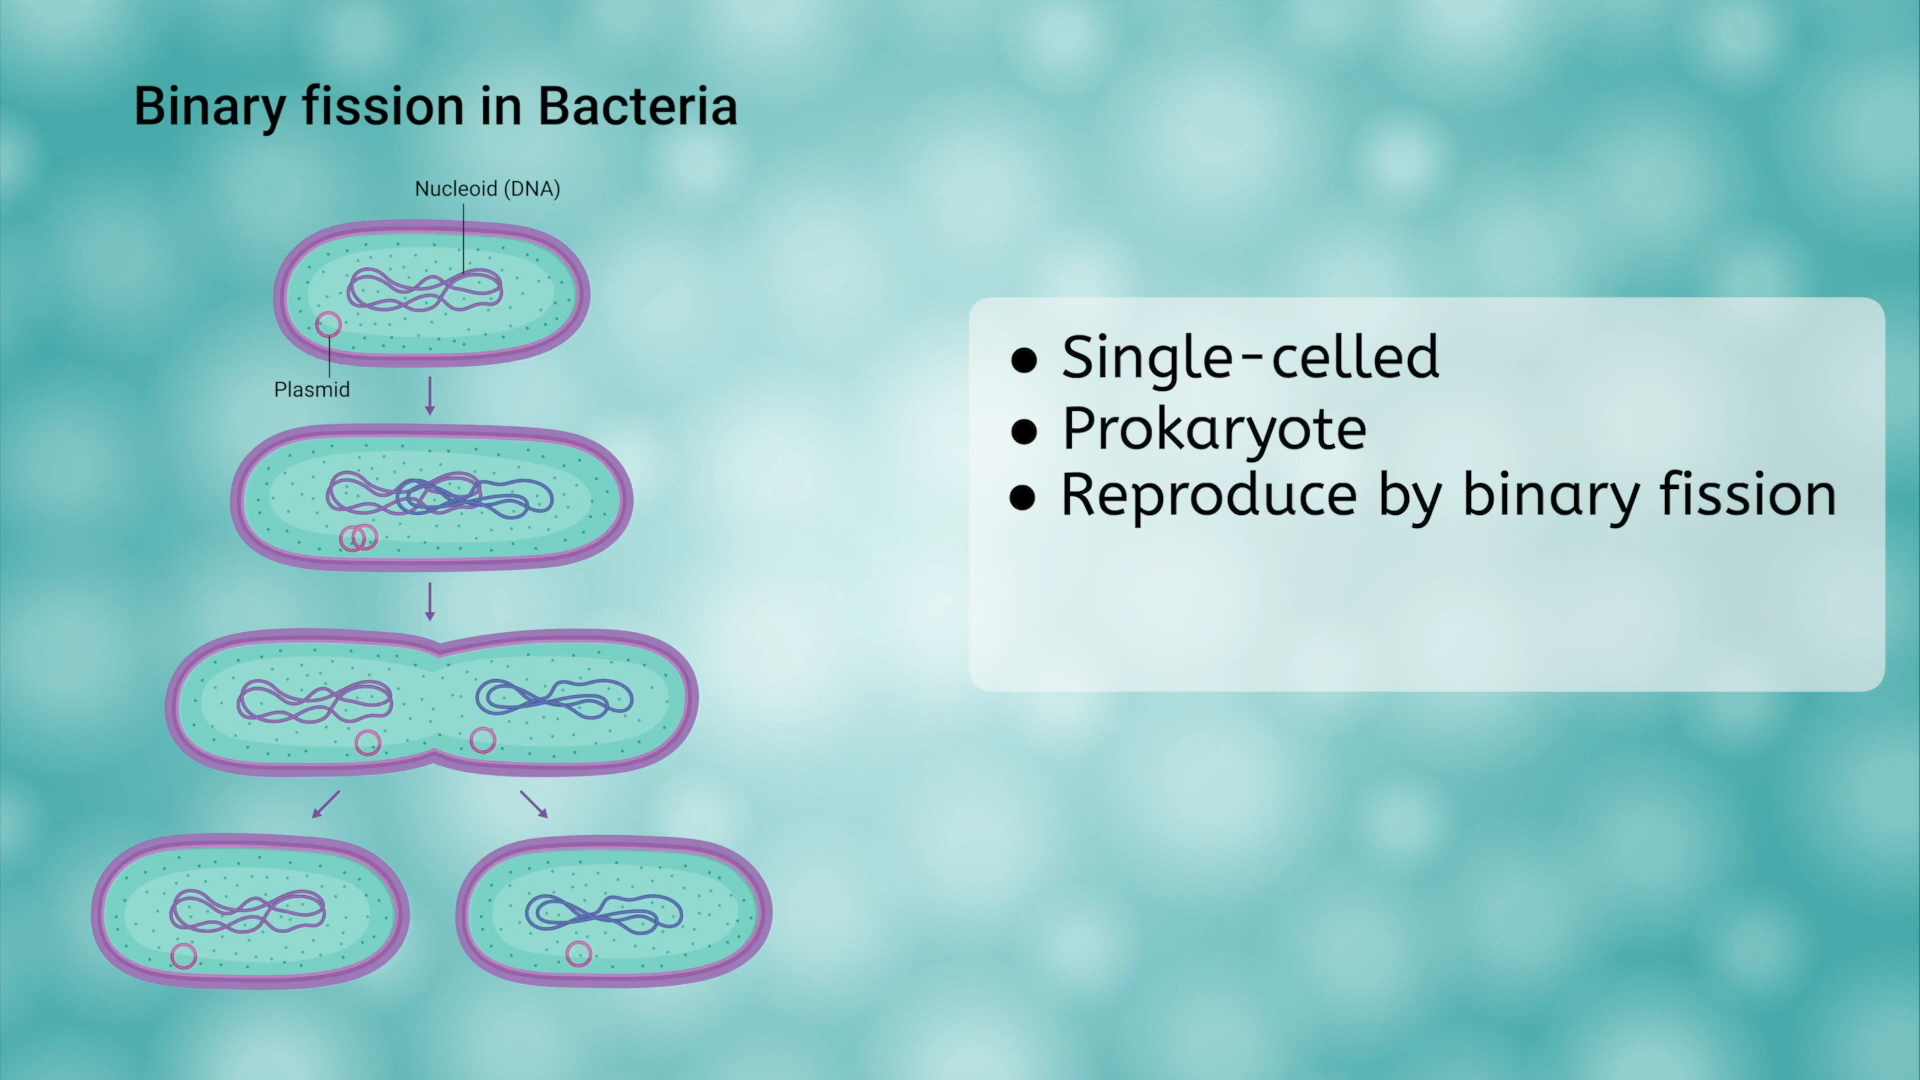 Binary fission in Bacteria
Nucleoid (DNA)
Plasmid
● Single-celled
● Prokaryote
● Reproduce by binary fission